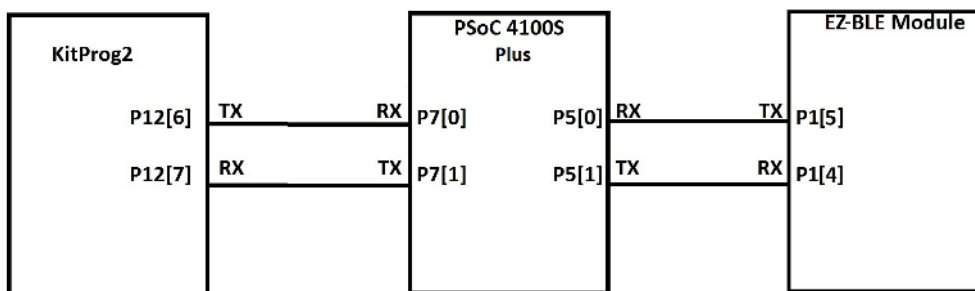 KitProg2
PSoC 4100S
Plus
EZ-BLE Module
P12[6] TX RX P7[0] P5[0] RX TX P1[5]
P12[7] RX TX P7[1] P5[1] TX RX P1[4]